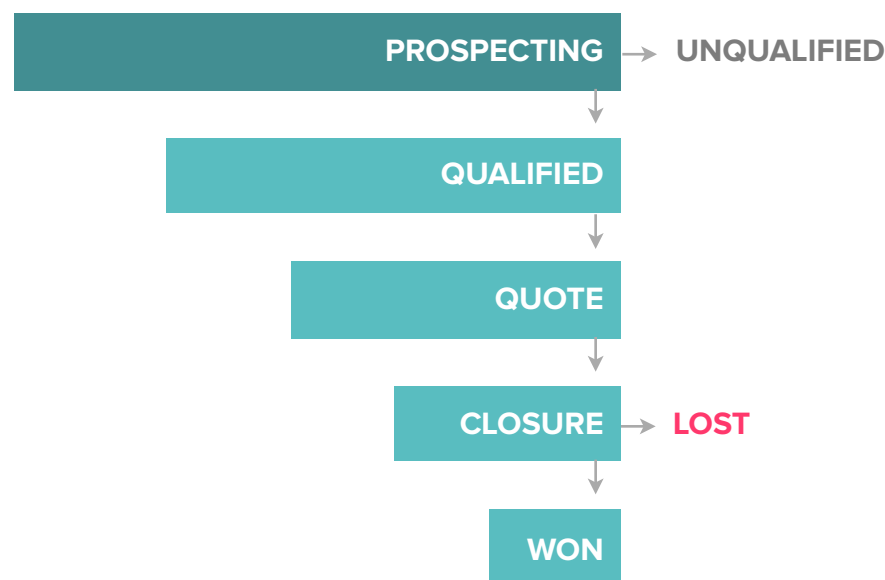 PROSPECTING
UNQUALIFIED
QUALIFIED
QUOTE
CLOSURE
LOST
WON